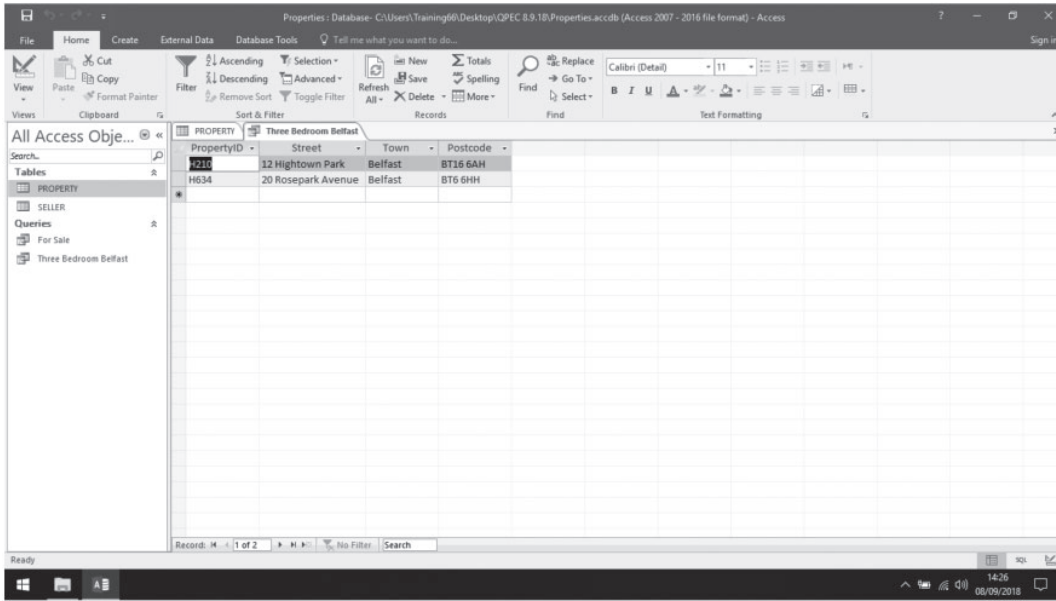 Properties : Database- C:\Users\Training66\Desktop\QPEC 8.9.18\Properties.accdb (Access 2007 - 2016 file format) - Access
?
File Home Create External Data Database Tools Tell me what you want to do...
Sign in
View
Views
Paste
Cut
Copy
Format Painter
Clipboard
Filter
Ascending
Descending
Remove Sort
Selection
Advanced
Toggle Filter
Sort & Filter
Refresh
All
New
Save
Delete
Totals
Spelling
More
Records
Find
Replace
Go To
Select
Find
Calibri (Detail) 11
B I U A
Text Formatting
All Access Obje...
Search..
Tables
PROPERTY
SELLER
Queries
For Sale
Three Bedroom Belfast
PROPERTY Three Bedroom Belfast
PropertyID Street Town Postcode
H210 12 Hightown Park Belfast BT16 6AH
H634 20 Rosepark Avenue Belfast BT6 6HH
Record: 1 of 2 No Filter Search
Ready
SQL
A
14:26
08/09/2018